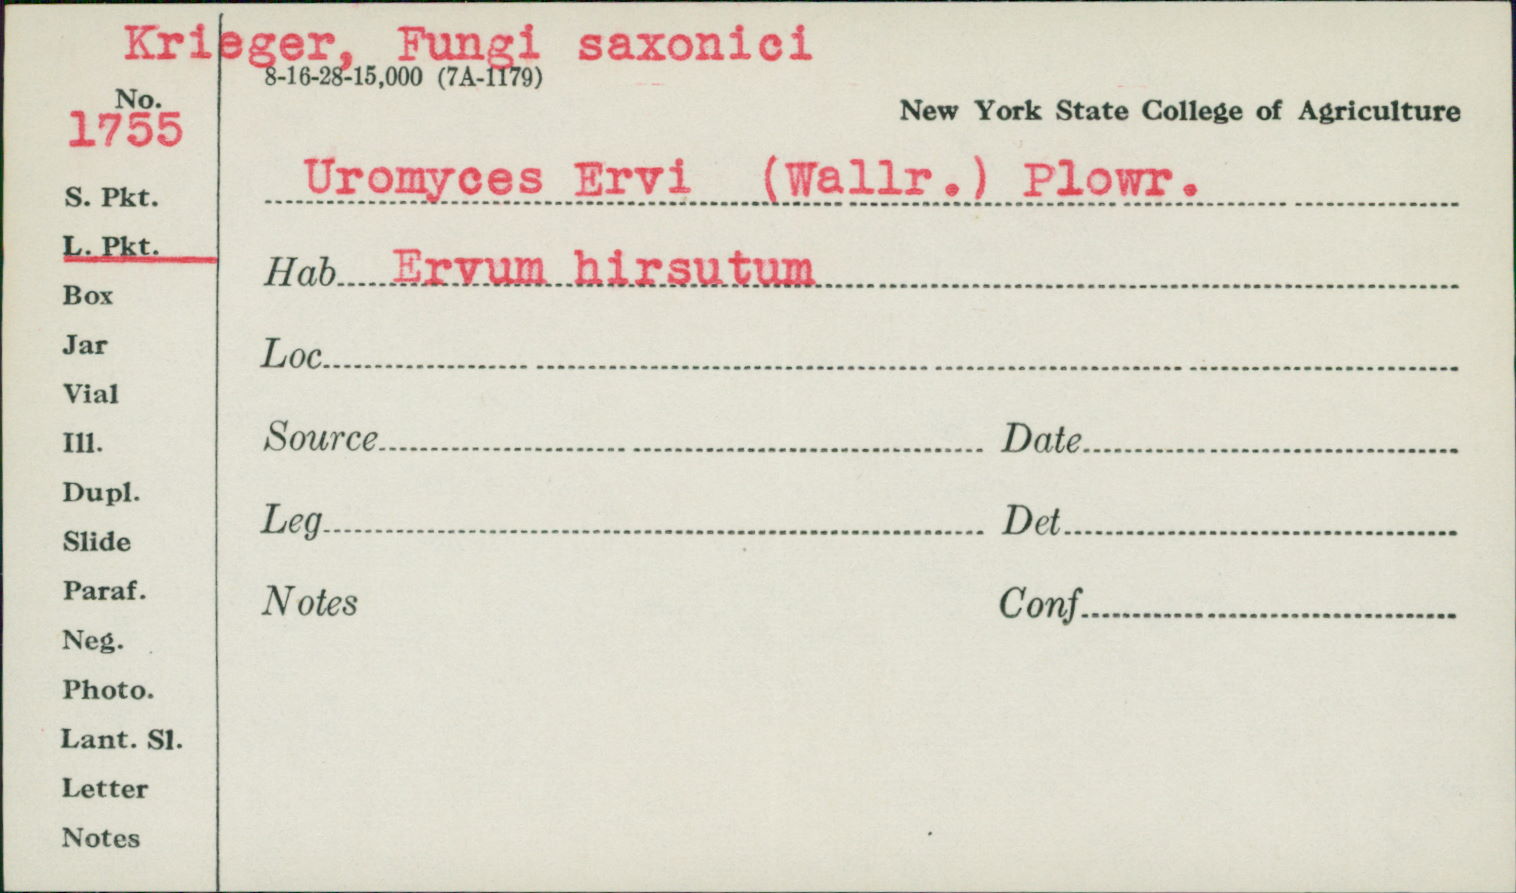 Krieger, Fungi saxonici
8-16-28-15,000 (7A-1179)
No.
1755
New York State College of Agriculture
Uromyces Ervi (Wallr.) Plowr.
S. Pkt.
L. Pkt.
Hab Ervum hirsutum
Box
Jar
Loc
Vial
Ill.
Source Date
Dupl.
Leg Det
Slide
Paraf.
Notes Conf
Neg.
Photo.
Lant. Sl.
Letter
Notes